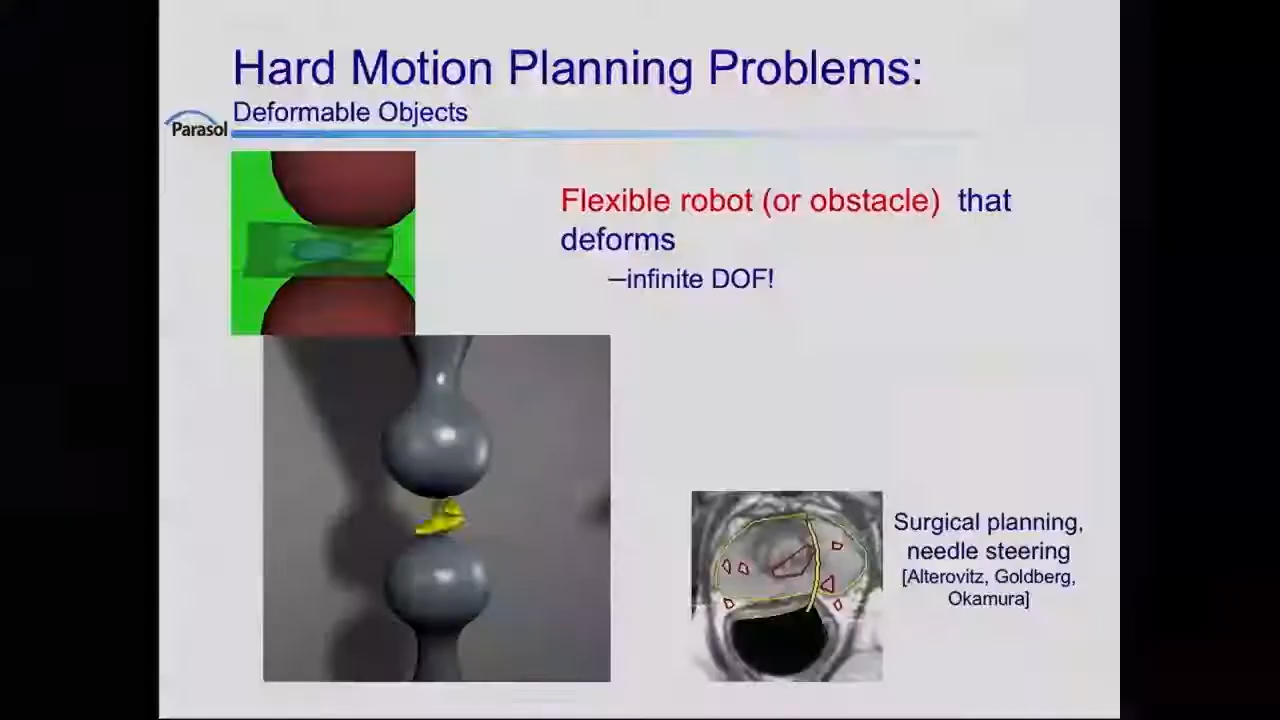 Hard Motion Planning Problems:
Deformable Objects
Parasol
Flexible robot (or obstacle) that
deforms
–infinite DOF!
Surgical planning,
needle steering
[Alterovitz, Goldberg,
Okamura]